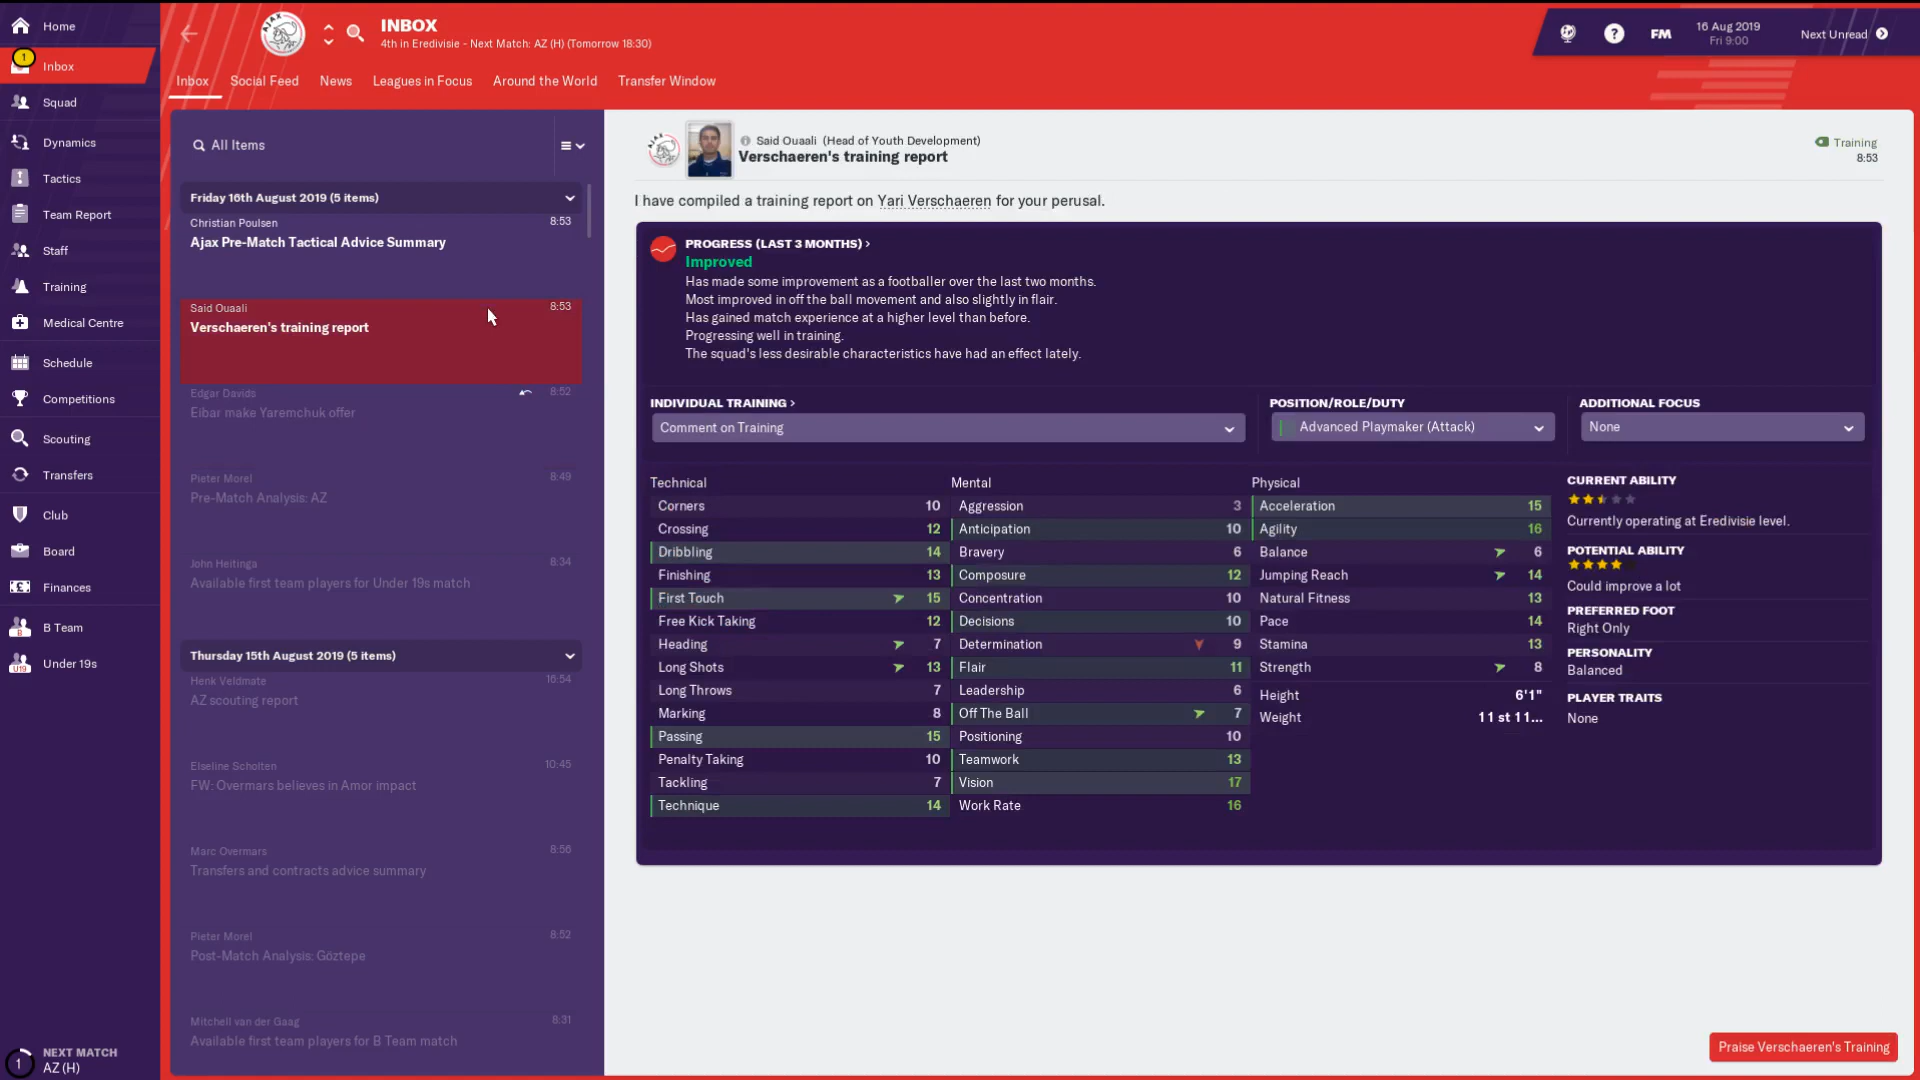 Home
1
Inbox
Squad
Dynamics
Tactics
Team Report
Staff
Training
Medical Centre
Schedule
Competitions
Scouting
Transfers
Club
Board
Finances
B Team
Under 19s
1
NEXT MATCH
AZ (H)
AJAX
INBOX
4th in Eredivisie - Next Match: AZ (H) (Tomorrow 18:30)
FM
16 Aug 2019
Fri 9:00
Next Unread
Inbox
Social Feed
News
Leagues in Focus
Around the World
Transfer Window
All Items
Friday 16th August 2019 (5 items)
Christian Poulsen 8:53
Ajax Pre-Match Tactical Advice Summary
Said Ouaali 8:53
Verschaeren's training report
Edgar Davids 8:52
Eibar make Yaremchuk offer
Pieter Morel 8:49
Pre-Match Analysis: AZ
John Heitinga 8:34
Available first team players for Under 19s match
Thursday 15th August 2019 (5 items)
Henk Veldmate 16:54
AZ scouting report
Elseline Scholten 10:45
FW: Overmars believes in Amor impact
Marc Overmars 8:56
Transfers and contracts advice summary
Pieter Morel 8:52
Post-Match Analysis: Göztepe
Mitchell van der Gaag 8:31
Available first team players for B Team match
Said Ouaali (Head of Youth Development)
Verschaeren's training report
Training
8:53
I have compiled a training report on Yari Verschaeren for your perusal.
PROGRESS (LAST 3 MONTHS) >
Improved
Has made some improvement as a footballer over the last two months.
Most improved in off the ball movement and also slightly in flair.
Has gained match experience at a higher level than before.
Progressing well in training.
The squad's less desirable characteristics have had an effect lately.
INDIVIDUAL TRAINING >
Comment on Training
POSITION/ROLE/DUTY
Advanced Playmaker (Attack)
ADDITIONAL FOCUS
None
Technical
Corners 10
Crossing 12
Dribbling 14
Finishing 13
First Touch 15
Free Kick Taking 12
Heading 7
Long Shots 13
Long Throws 7
Marking 8
Passing 15
Penalty Taking 10
Tackling 7
Technique 14
Mental
Aggression 3
Anticipation 10
Bravery 6
Composure 12
Concentration 10
Decisions 10
Determination 9
Flair 11
Leadership 6
Off The Ball 7
Positioning 10
Teamwork 13
Vision 17
Work Rate 16
Physical
Acceleration 15
Agility 16
Balance 6
Jumping Reach 14
Natural Fitness 13
Pace 14
Stamina 13
Strength 8
Height 6'1"
Weight 11 st 11...
CURRENT ABILITY
Currently operating at Eredivisie level.
POTENTIAL ABILITY
Could improve a lot
PREFERRED FOOT
Right Only
PERSONALITY
Balanced
PLAYER TRAITS
None
Praise Verschaeren's Training